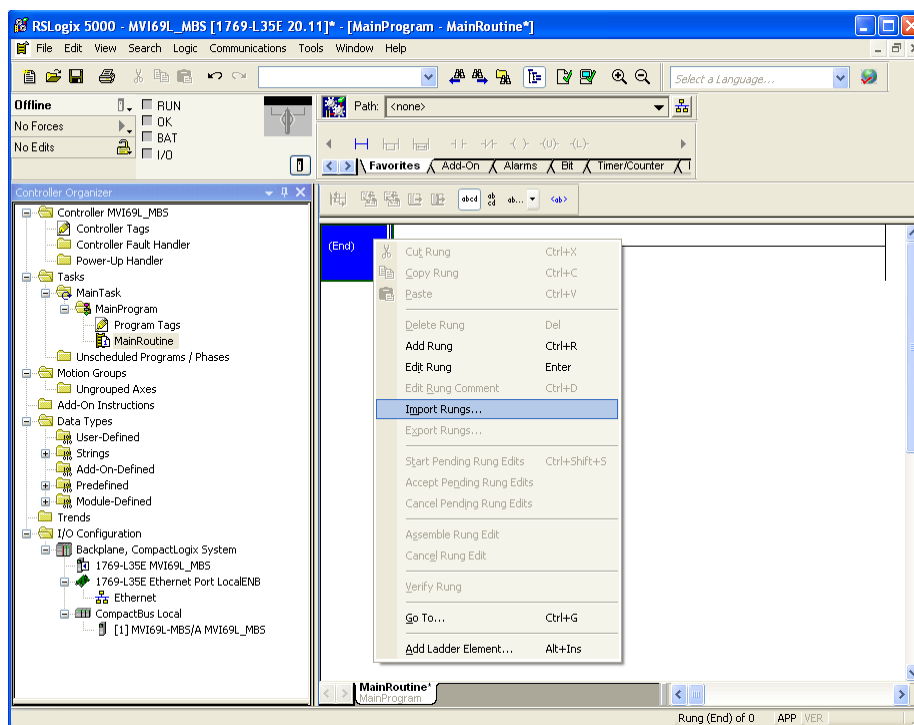 RSLogix 5000 - MVI69L_MBS [1769-L35E 20.11]* - [MainProgram - MainRoutine*]
File Edit View Search Logic Communications Tools Window Help
Select a Language...
Offline
RUN
Path: <none>
No Forces
OK
No Edits
BAT
I/O
Favorites Add-On Alarms Bit Timer/Counter
Controller Organizer
abcd ab cd ab... <ab>
Controller MVI69L_MBS
Controller Tags
Controller Fault Handler
Power-Up Handler
Tasks
MainTask
MainProgram
Program Tags
MainRoutine
Unscheduled Programs / Phases
Motion Groups
Ungrouped Axes
Add-On Instructions
Data Types
User-Defined
Strings
Add-On-Defined
Predefined
Module-Defined
Trends
I/O Configuration
Backplane, CompactLogix System
1769-L35E MVI69L_MBS
1769-L35E Ethernet Port LocalENB
Ethernet
CompactBus Local
[1] MVI69L-MBS/A MVI69L_MBS
(End)
Cut Rung Ctrl+X
Copy Rung Ctrl+C
Paste Ctrl+V
Delete Rung Del
Add Rung Ctrl+R
Edit Rung Enter
Edit Rung Comment Ctrl+D
Import Rungs...
Export Rungs...
Start Pending Rung Edits Ctrl+Shift+S
Accept Pending Rung Edits
Cancel Pending Rung Edits
Assemble Rung Edit
Cancel Rung Edit
Verify Rung
Go To... Ctrl+G
Add Ladder Element... Alt+Ins
MainRoutine*
MainProgram
Rung (End) of 0 APP VER